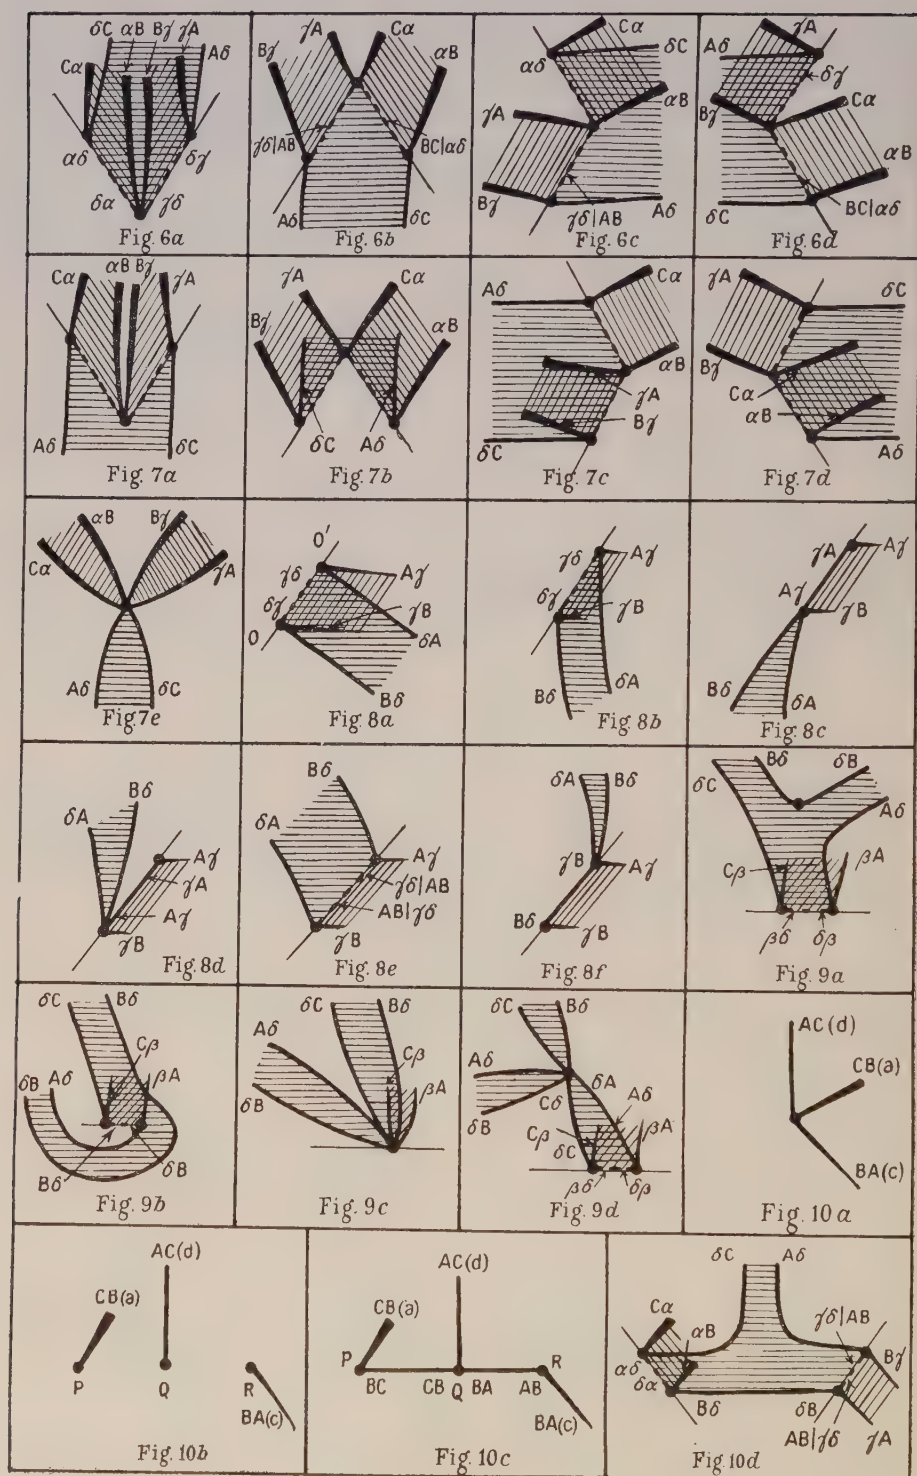 δC αB Bγ γA
Cα Aδ
αδ δγ
δα γδ
Fig. 6a
γA Cα
Bγ αB
γδ|AB BC|αδ
Aδ δC
Fig. 6b
Cα
αδ δC
αB
γA
Bγ γδ|AB Aδ
Fig. 6c
γA
Aδ
δγ
Bγ Cα
αB
δC BC|αδ
Fig. 6d
Cα αB Bγ γA
Aδ δC
Fig. 7a
γA Cα
Bγ αB
δC Aδ
Fig. 7b
Aδ Cα
αB
γA
Bγ
δC
Fig. 7c
γA δC
Bγ
Cα
αB
Aδ
Fig. 7d
αB Bγ
Cα γA
Aδ δC
Fig. 7e
O'
γδ Aγ
δγ γB
O δA
Bδ
Fig. 8a
γδ Aγ
δγ γB
δA
Bδ
Fig. 8b
γA Aγ
Aγ
γB
Bδ
δA
Fig. 8c
Bδ
δA
Aγ
γA
Aγ
γB
Fig. 8d
Bδ
δA
Aγ
γδ|AB
AB|γδ
γB
Fig. 8e
δA Bδ
γB Aγ
Bδ γB
Fig. 8f
Bδ δB
δC
Aδ
Cβ βA
βδ δβ
Fig. 9a
δC Bδ
Cβ
δB Aδ βA
Bδ δB
Fig. 9b
δC Bδ
Aδ Cβ
βA
δB
Fig. 9c
δC Bδ
Aδ δA
Cδ Aδ
δB Cβ βA
δC
βδ δβ
Fig. 9d
AC(d)
CB(a)
BA(c)
Fig. 10a
AC(d)
CB(a)
P Q R
BA(c)
Fig. 10b
AC(d)
CB(a)
P R
BC CB Q BA AB
BA(c)
Fig. 10c
δC Aδ
Cα γδ|AB
αB Bγ
αδ
δα
Bδ δB
AB|γδ γA
Fig. 10d